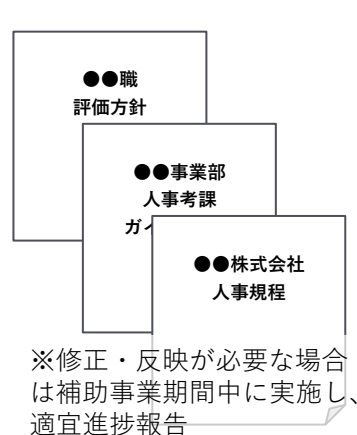 ●●職
評価方針
●●事業部
人事考課
ガイ
●●株式会社
人事規程
※修正・反映が必要な場合
は補助事業期間中に実施し、
適宜進捗報告